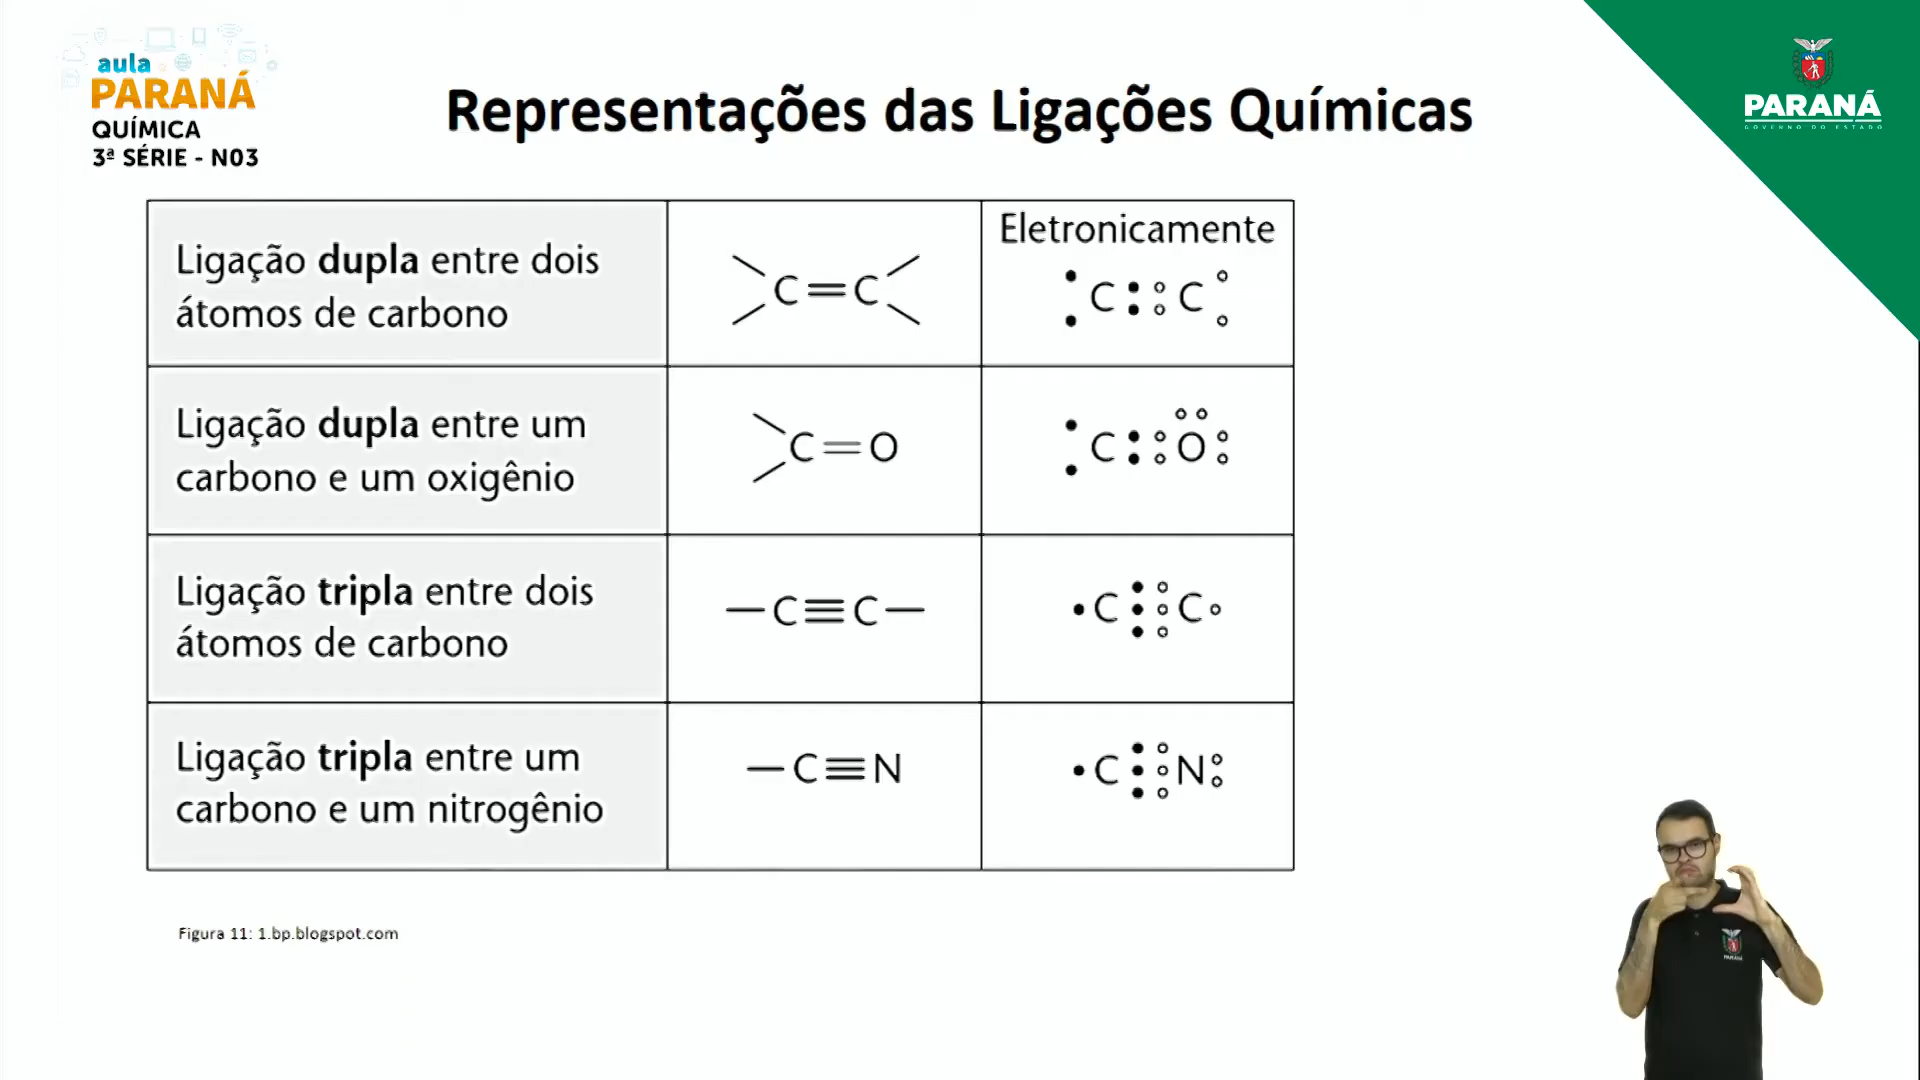 aula
PARANÁ
QUÍMICA
3ª SÉRIE - N03
Representações das Ligações Químicas
PARANÁ
GOVERNO DO ESTADO
Ligação dupla entre dois
átomos de carbono
C=C
Eletronicamente
C C
Ligação dupla entre um
carbono e um oxigênio
C=O
C O
Ligação tripla entre dois
átomos de carbono
—C≡C—
C C
Ligação tripla entre um
carbono e um nitrogênio
—C≡N
C N
Figura 11: 1.bp.blogspot.com
PARANÁ